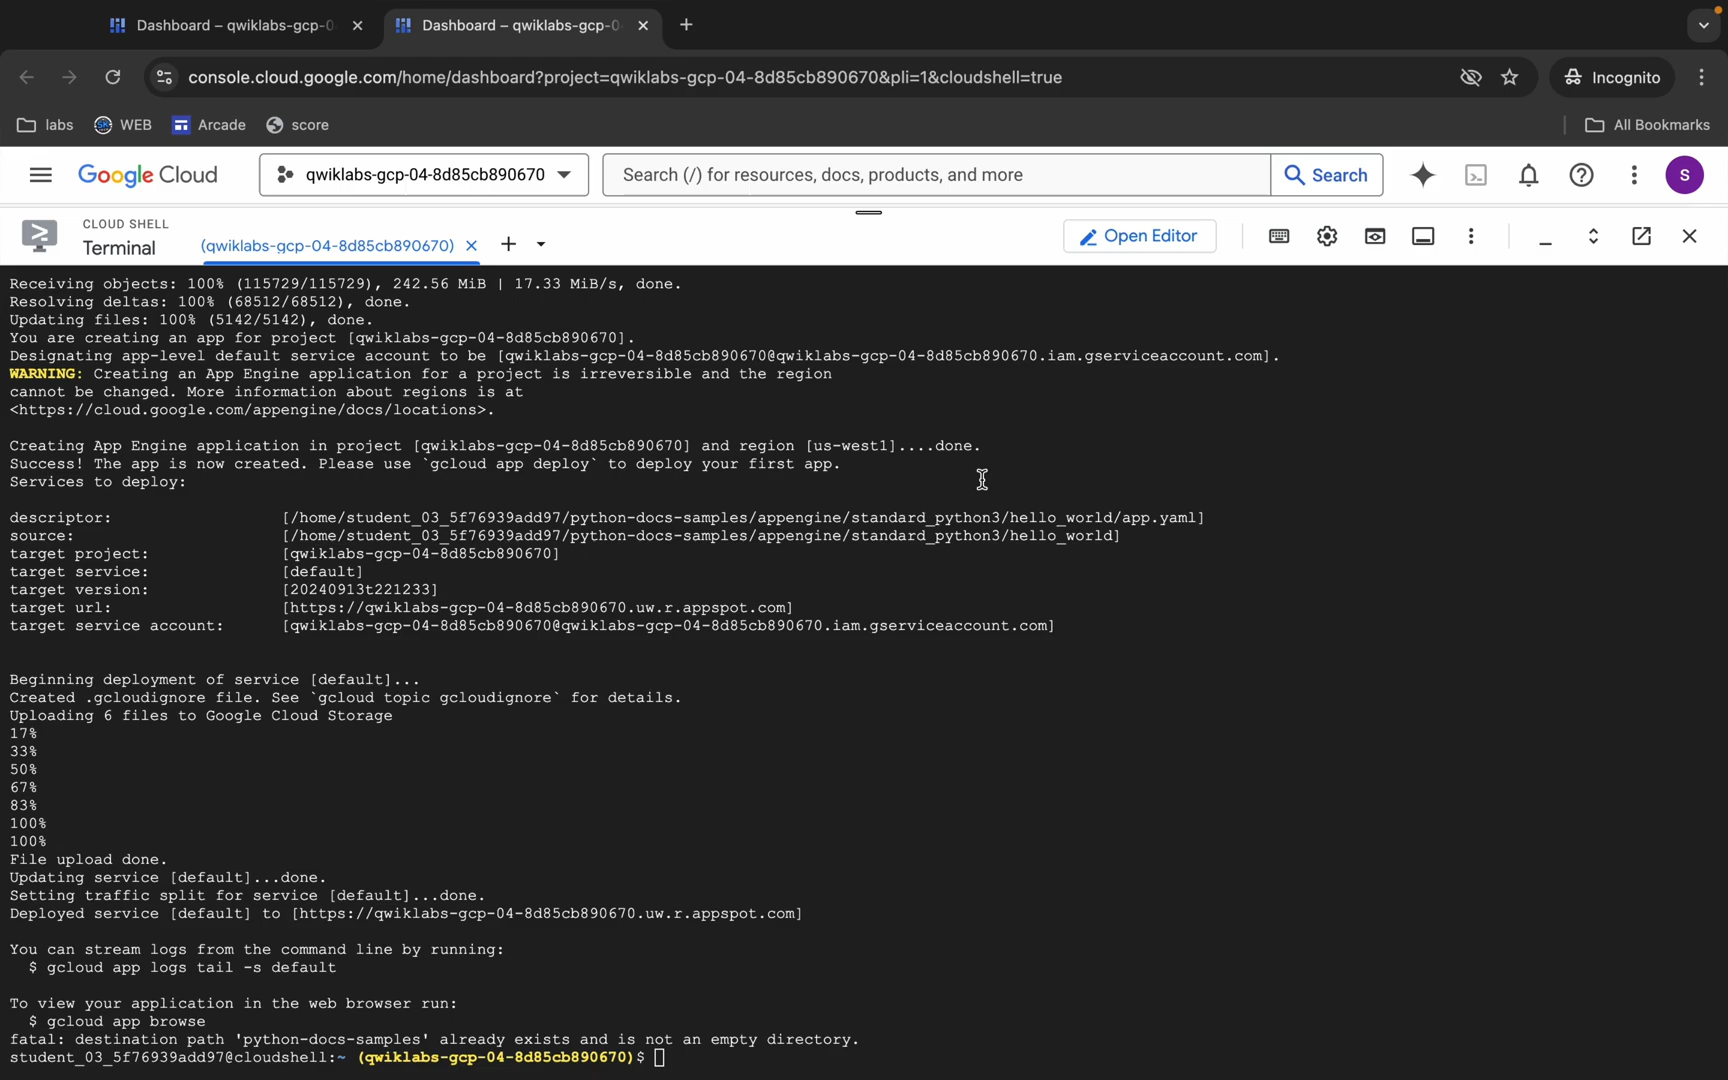 Dashboard – qwiklabs-gcp-0
Dashboard – qwiklabs-gcp-0
console.cloud.google.com/home/dashboard?project=qwiklabs-gcp-04-8d85cb890670&pli=1&cloudshell=true
Incognito
labs
WEB
Arcade
score
All Bookmarks
Google Cloud
qwiklabs-gcp-04-8d85cb890670
Search (/) for resources, docs, products, and more
Search
S
CLOUD SHELL
Terminal
(qwiklabs-gcp-04-8d85cb890670)
Open Editor
Receiving objects: 100% (115729/115729), 242.56 MiB | 17.33 MiB/s, done.
Resolving deltas: 100% (68512/68512), done.
Updating files: 100% (5142/5142), done.
You are creating an app for project [qwiklabs-gcp-04-8d85cb890670].
Designating app-level default service account to be [qwiklabs-gcp-04-8d85cb890670@qwiklabs-gcp-04-8d85cb890670.iam.gserviceaccount.com].
WARNING: Creating an App Engine application for a project is irreversible and the region
cannot be changed. More information about regions is at
<https://cloud.google.com/appengine/docs/locations>.
Creating App Engine application in project [qwiklabs-gcp-04-8d85cb890670] and region [us-west1]....done.
Success! The app is now created. Please use `gcloud app deploy` to deploy your first app.
Services to deploy:
descriptor: [/home/student_03_5f76939add97/python-docs-samples/appengine/standard_python3/hello_world/app.yaml]
source: [/home/student_03_5f76939add97/python-docs-samples/appengine/standard_python3/hello_world]
target project: [qwiklabs-gcp-04-8d85cb890670]
target service: [default]
target version: [20240913t221233]
target url: [https://qwiklabs-gcp-04-8d85cb890670.uw.r.appspot.com]
target service account: [qwiklabs-gcp-04-8d85cb890670@qwiklabs-gcp-04-8d85cb890670.iam.gserviceaccount.com]
Beginning deployment of service [default]...
Created .gcloudignore file. See `gcloud topic gcloudignore` for details.
Uploading 6 files to Google Cloud Storage
17%
33%
50%
67%
83%
100%
100%
File upload done.
Updating service [default]...done.
Setting traffic split for service [default]...done.
Deployed service [default] to [https://qwiklabs-gcp-04-8d85cb890670.uw.r.appspot.com]
You can stream logs from the command line by running:
$ gcloud app logs tail -s default
To view your application in the web browser run:
$ gcloud app browse
fatal: destination path 'python-docs-samples' already exists and is not an empty directory.
student_03_5f76939add97@cloudshell:~ (qwiklabs-gcp-04-8d85cb890670)$